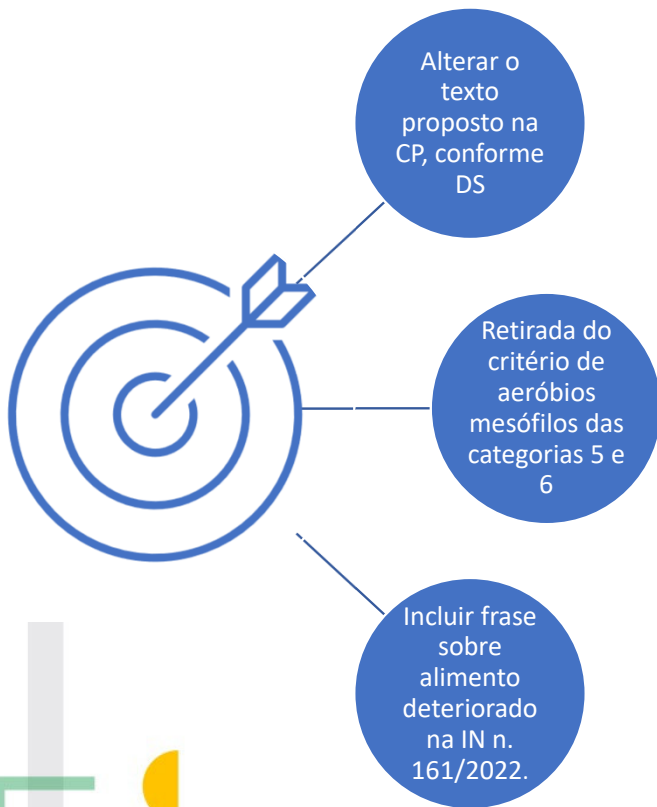 Alterar o
texto
proposto na
CP, conforme
DS
Retirada do
critério de
aeróbios
mesófilos das
categorias 5 e
6
Incluir frase
sobre
alimento
deteriorado
na IN n.
161/2022.